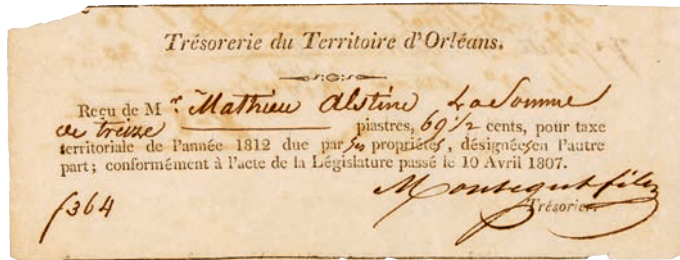 Trésorerie du Territoire d'Orléans.
Reçu de Mr. Mathieu Alstine La Somme
de treize piastres, 69 1/2 cents, pour taxe
territoriale de l'année 1812 due par ses propriétés, désignées en l'autre
part; conformément à l'acte de la Législature passé le 10 Avril 1807.
Montegut fils
Trésorier.